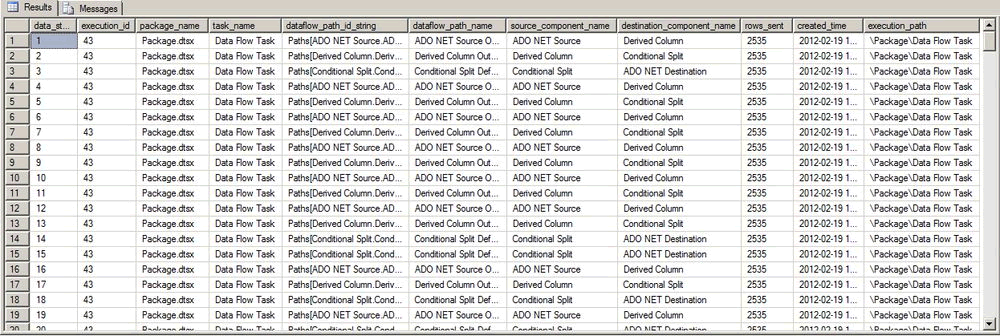 Results Messages
data_st... execution_id package_name task_name dataflow_path_id_string dataflow_path_name source_component_name destination_component_name rows_sent created_time execution_path
1 1 43 Package.dtsx Data Flow Task Paths[ADO NET Source.AD... ADO NET Source O... ADO NET Source Derived Column 2535 2012-02-19 1... \Package\Data Flow Task
2 2 43 Package.dtsx Data Flow Task Paths[Derived Column.Deriv... Derived Column Out... Derived Column Conditional Split 2535 2012-02-19 1... \Package\Data Flow Task
3 3 43 Package.dtsx Data Flow Task Paths[Conditional Split.Cond... Conditional Split Def... Conditional Split ADO NET Destination 2535 2012-02-19 1... \Package\Data Flow Task
4 4 43 Package.dtsx Data Flow Task Paths[ADO NET Source.AD... ADO NET Source O... ADO NET Source Derived Column 2535 2012-02-19 1... \Package\Data Flow Task
5 5 43 Package.dtsx Data Flow Task Paths[Derived Column.Deriv... Derived Column Out... Derived Column Conditional Split 2535 2012-02-19 1... \Package\Data Flow Task
6 6 43 Package.dtsx Data Flow Task Paths[ADO NET Source.AD... ADO NET Source O... ADO NET Source Derived Column 2535 2012-02-19 1... \Package\Data Flow Task
7 7 43 Package.dtsx Data Flow Task Paths[Derived Column.Deriv... Derived Column Out... Derived Column Conditional Split 2535 2012-02-19 1... \Package\Data Flow Task
8 8 43 Package.dtsx Data Flow Task Paths[ADO NET Source.AD... ADO NET Source O... ADO NET Source Derived Column 2535 2012-02-19 1... \Package\Data Flow Task
9 9 43 Package.dtsx Data Flow Task Paths[Derived Column.Deriv... Derived Column Out... Derived Column Conditional Split 2535 2012-02-19 1... \Package\Data Flow Task
10 10 43 Package.dtsx Data Flow Task Paths[ADO NET Source.AD... ADO NET Source O... ADO NET Source Derived Column 2535 2012-02-19 1... \Package\Data Flow Task
11 11 43 Package.dtsx Data Flow Task Paths[Derived Column.Deriv... Derived Column Out... Derived Column Conditional Split 2535 2012-02-19 1... \Package\Data Flow Task
12 12 43 Package.dtsx Data Flow Task Paths[ADO NET Source.AD... ADO NET Source O... ADO NET Source Derived Column 2535 2012-02-19 1... \Package\Data Flow Task
13 13 43 Package.dtsx Data Flow Task Paths[Derived Column.Deriv... Derived Column Out... Derived Column Conditional Split 2535 2012-02-19 1... \Package\Data Flow Task
14 14 43 Package.dtsx Data Flow Task Paths[Conditional Split.Cond... Conditional Split Def... Conditional Split ADO NET Destination 2535 2012-02-19 1... \Package\Data Flow Task
15 15 43 Package.dtsx Data Flow Task Paths[Conditional Split.Cond... Conditional Split Def... Conditional Split ADO NET Destination 2535 2012-02-19 1... \Package\Data Flow Task
16 16 43 Package.dtsx Data Flow Task Paths[ADO NET Source.AD... ADO NET Source O... ADO NET Source Derived Column 2535 2012-02-19 1... \Package\Data Flow Task
17 17 43 Package.dtsx Data Flow Task Paths[Derived Column.Deriv... Derived Column Out... Derived Column Conditional Split 2535 2012-02-19 1... \Package\Data Flow Task
18 18 43 Package.dtsx Data Flow Task Paths[Conditional Split.Cond... Conditional Split Def... Conditional Split ADO NET Destination 2535 2012-02-19 1... \Package\Data Flow Task
19 19 43 Package.dtsx Data Flow Task Paths[ADO NET Source.AD... ADO NET Source O... ADO NET Source Derived Column 2535 2012-02-19 1... \Package\Data Flow Task
20 20 43 Package.dtsx Data Flow Task Paths[Conditional Split.Cond... Conditional Split Def... Conditional Split ADO NET Destination 2535 2012-02-19 1... \Package\Data Flow Task